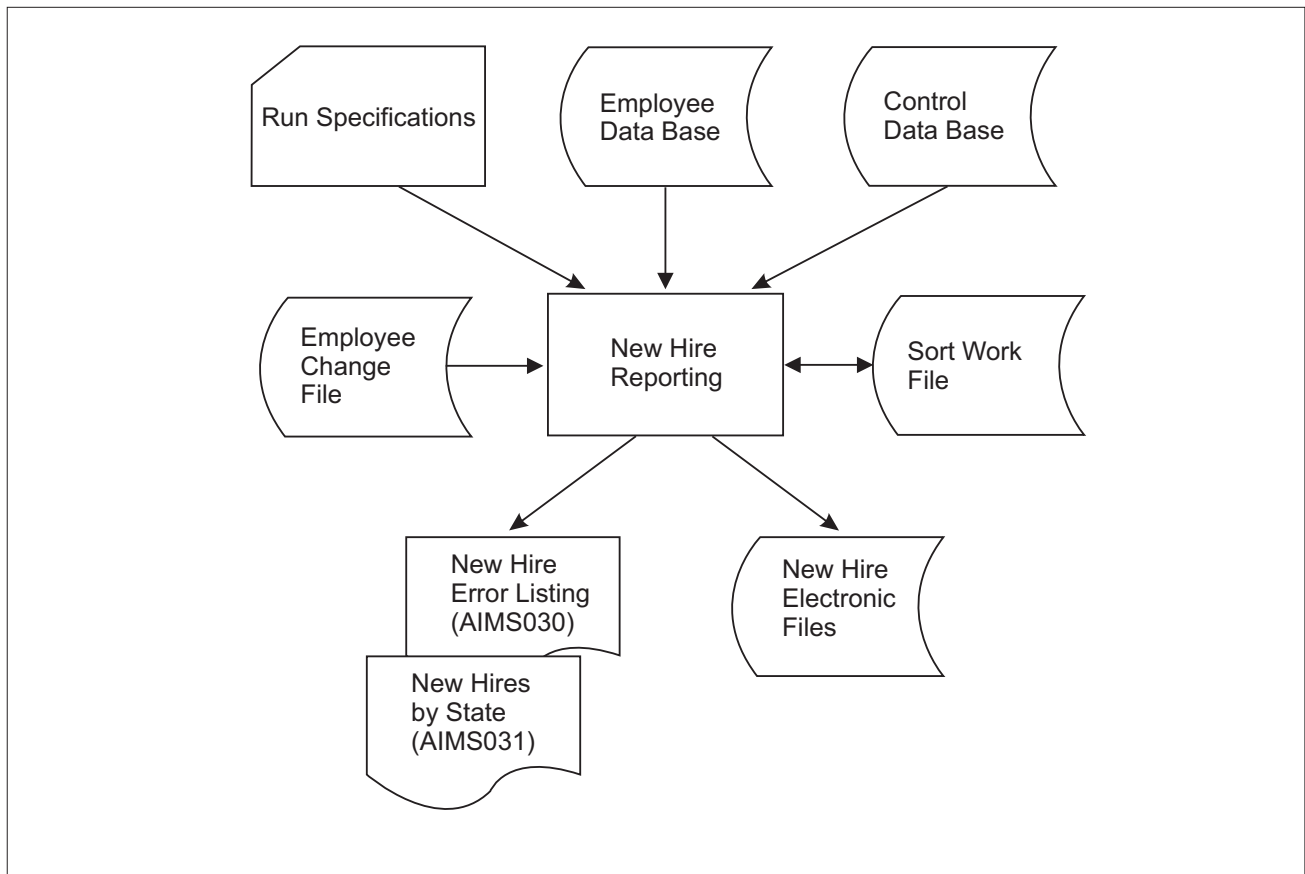 Run Specifications
Employee
Data Base
Control
Data Base
Employee
Change
File
New Hire
Reporting
Sort Work
File
New Hire
Error Listing
(AIMS030)
New Hires
by State
(AIMS031)
New Hire
Electronic
Files